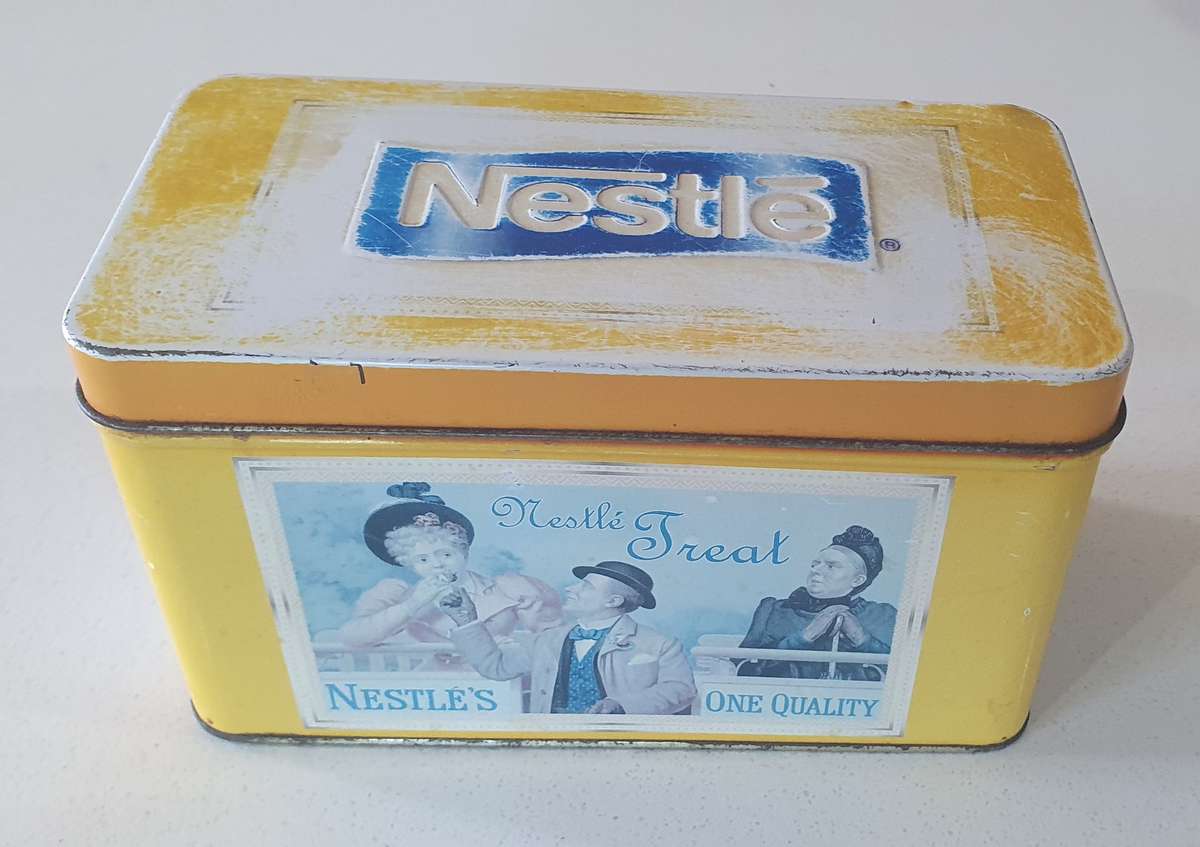 Nestlé
®
Nestlé Treat
NESTLÉ'S
ONE QUALITY